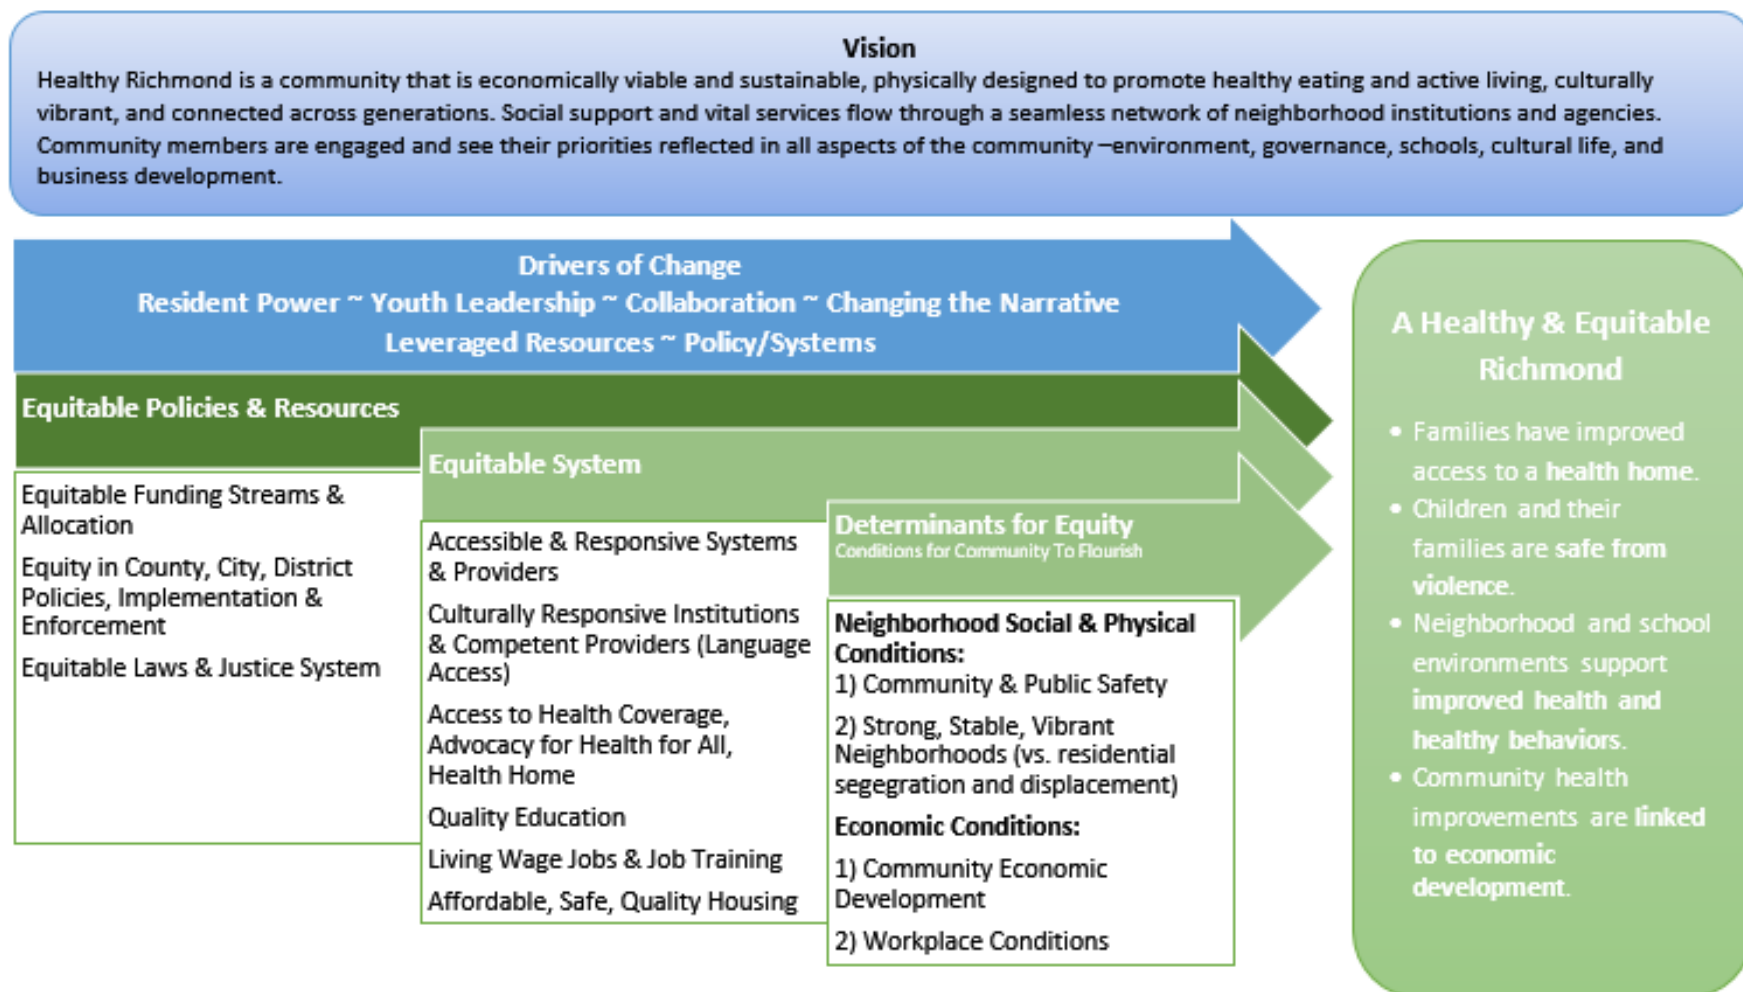 Vision
Healthy Richmond is a community that is economically viable and sustainable, physically designed to promote healthy eating and active living, culturally
vibrant, and connected across generations. Social support and vital services flow through a seamless network of neighborhood institutions and agencies.
Community members are engaged and see their priorities reflected in all aspects of the community –environment, governance, schools, cultural life, and
business development.
Drivers of Change
Resident Power ~ Youth Leadership ~ Collaboration ~ Changing the Narrative
Leveraged Resources ~ Policy/Systems
Equitable Policies & Resources
Equitable Funding Streams &
Allocation
Equity in County, City, District
Policies, Implementation &
Enforcement
Equitable Laws & Justice System
Equitable System
Accessible & Responsive Systems
& Providers
Culturally Responsive Institutions
& Competent Providers (Language
Access)
Access to Health Coverage,
Advocacy for Health for All,
Health Home
Quality Education
Living Wage Jobs & Job Training
Affordable, Safe, Quality Housing
Determinants for Equity
Conditions for Community To Flourish
Neighborhood Social & Physical
Conditions:
1) Community & Public Safety
2) Strong, Stable, Vibrant
Neighborhoods (vs. residential
segegration and displacement)
Economic Conditions:
1) Community Economic
Development
2) Workplace Conditions
A Healthy & Equitable
Richmond
• Families have improved
access to a health home.
• Children and their
families are safe from
violence.
• Neighborhood and school
environments support
improved health and
healthy behaviors.
• Community health
improvements are linked
to economic
development.